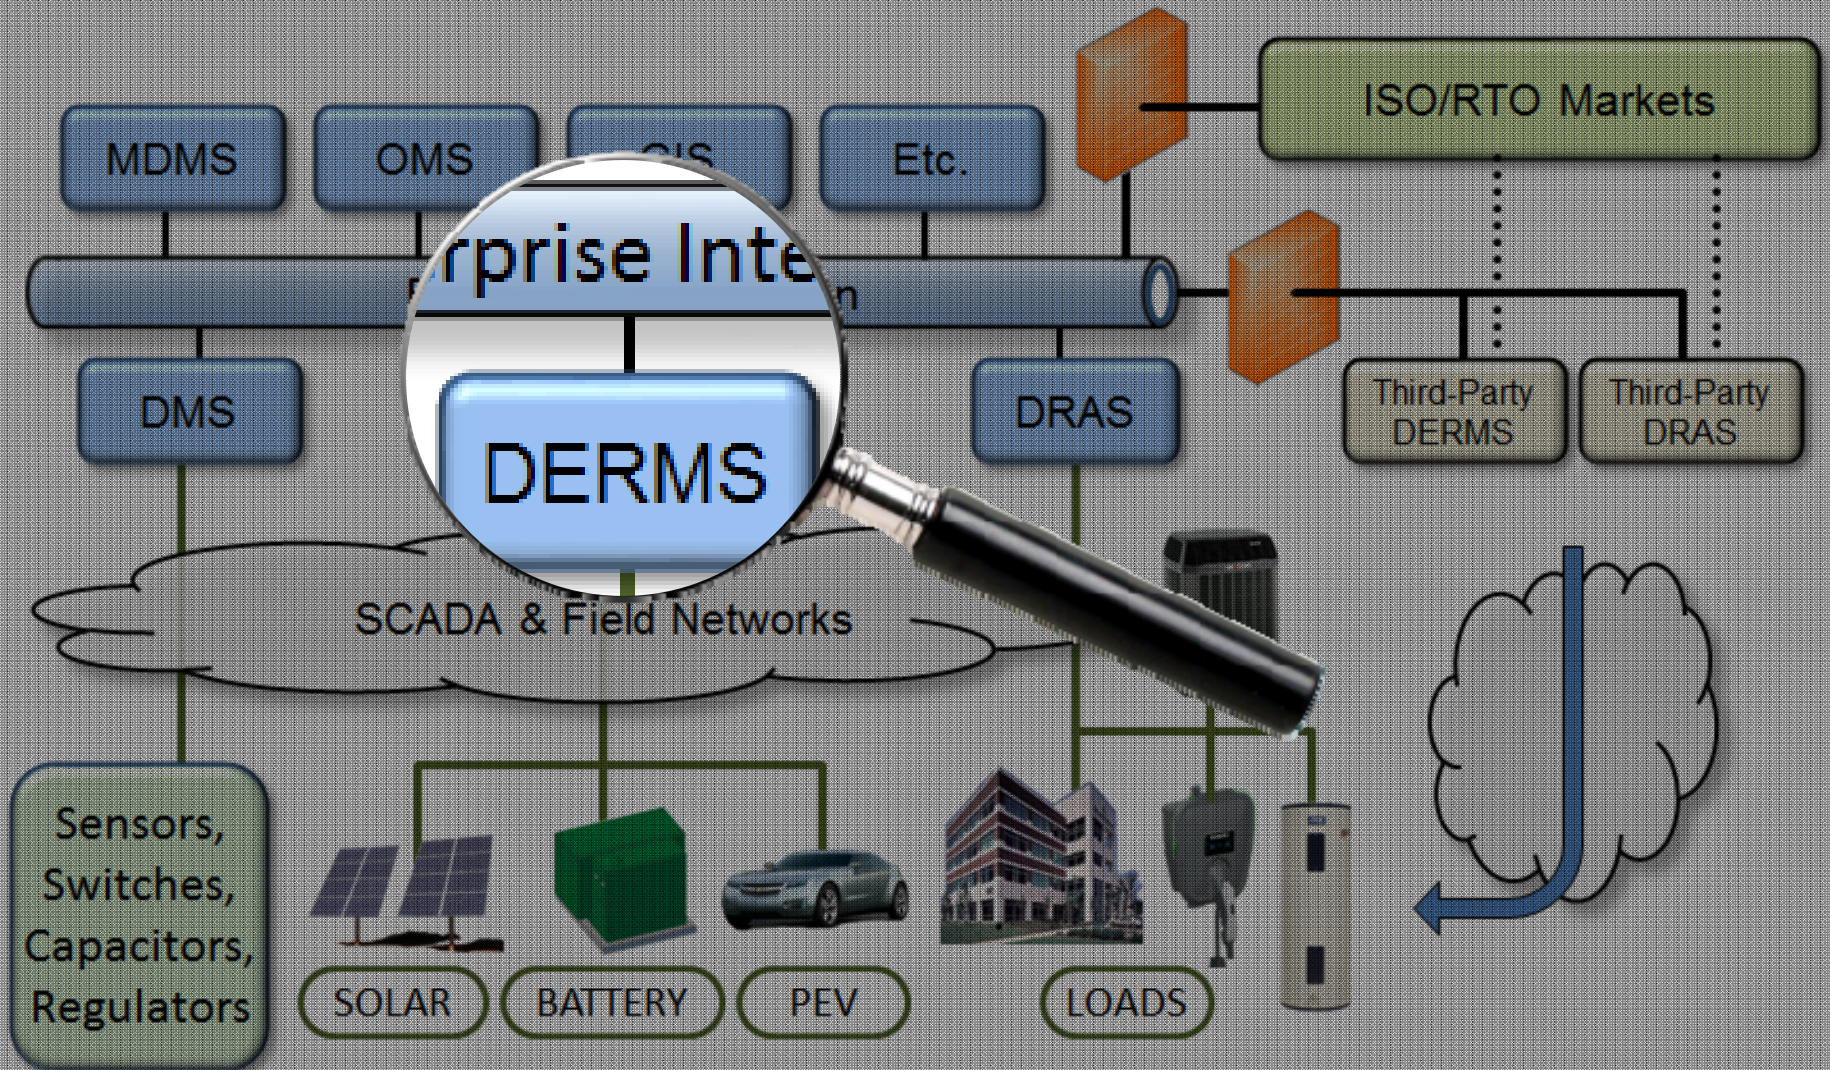 ISO/RTO Markets
MDMS
OMS
GIS
Etc.
rprise Inte
n
DMS
DERMS
DRAS
Third-Party
DERMS
Third-Party
DRAS
SCADA & Field Networks
Sensors,
Switches,
Capacitors,
Regulators
SOLAR
BATTERY
PEV
LOADS